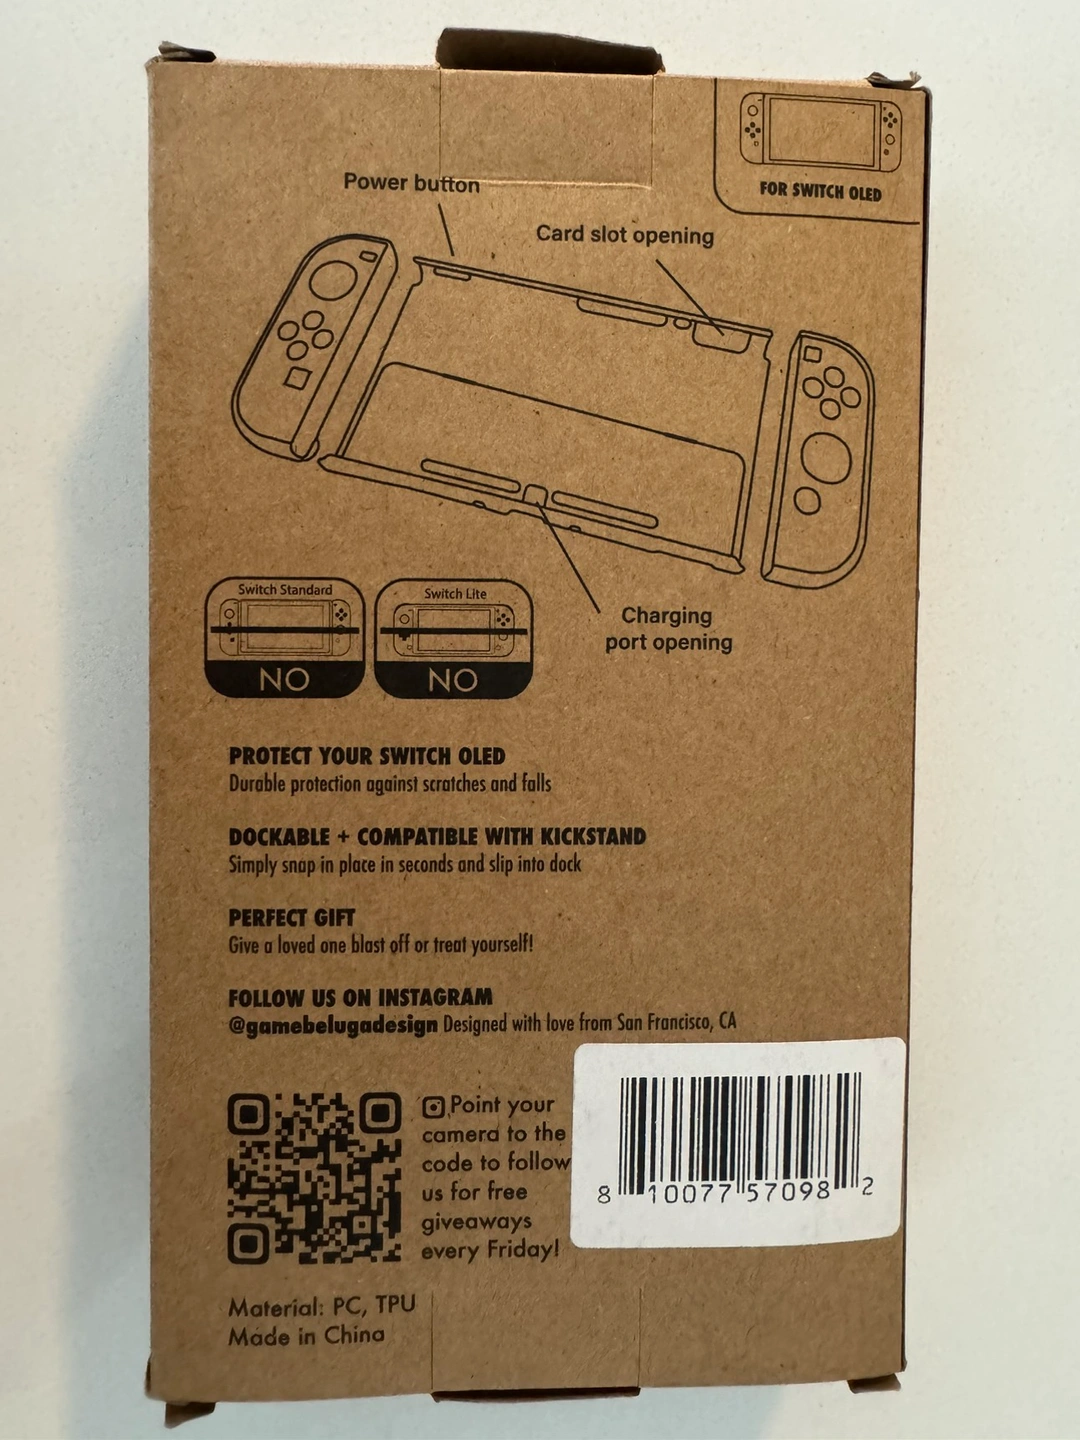 FOR SWITCH OLED
Power button
Card slot opening
Charging
port opening
Switch Standard
NO
Switch Lite
NO
PROTECT YOUR SWITCH OLED
Durable protection against scratches and falls
DOCKABLE + COMPATIBLE WITH KICKSTAND
Simply snap in place in seconds and slip into dock
PERFECT GIFT
Give a loved one blast off or treat yourself!
FOLLOW US ON INSTAGRAM
@gamebelugadesign Designed with love from San Francisco, CA
Point your
camera to the
code to follow
us for free
giveaways
every Friday!
8 10077 57098 2
Material: PC, TPU
Made in China